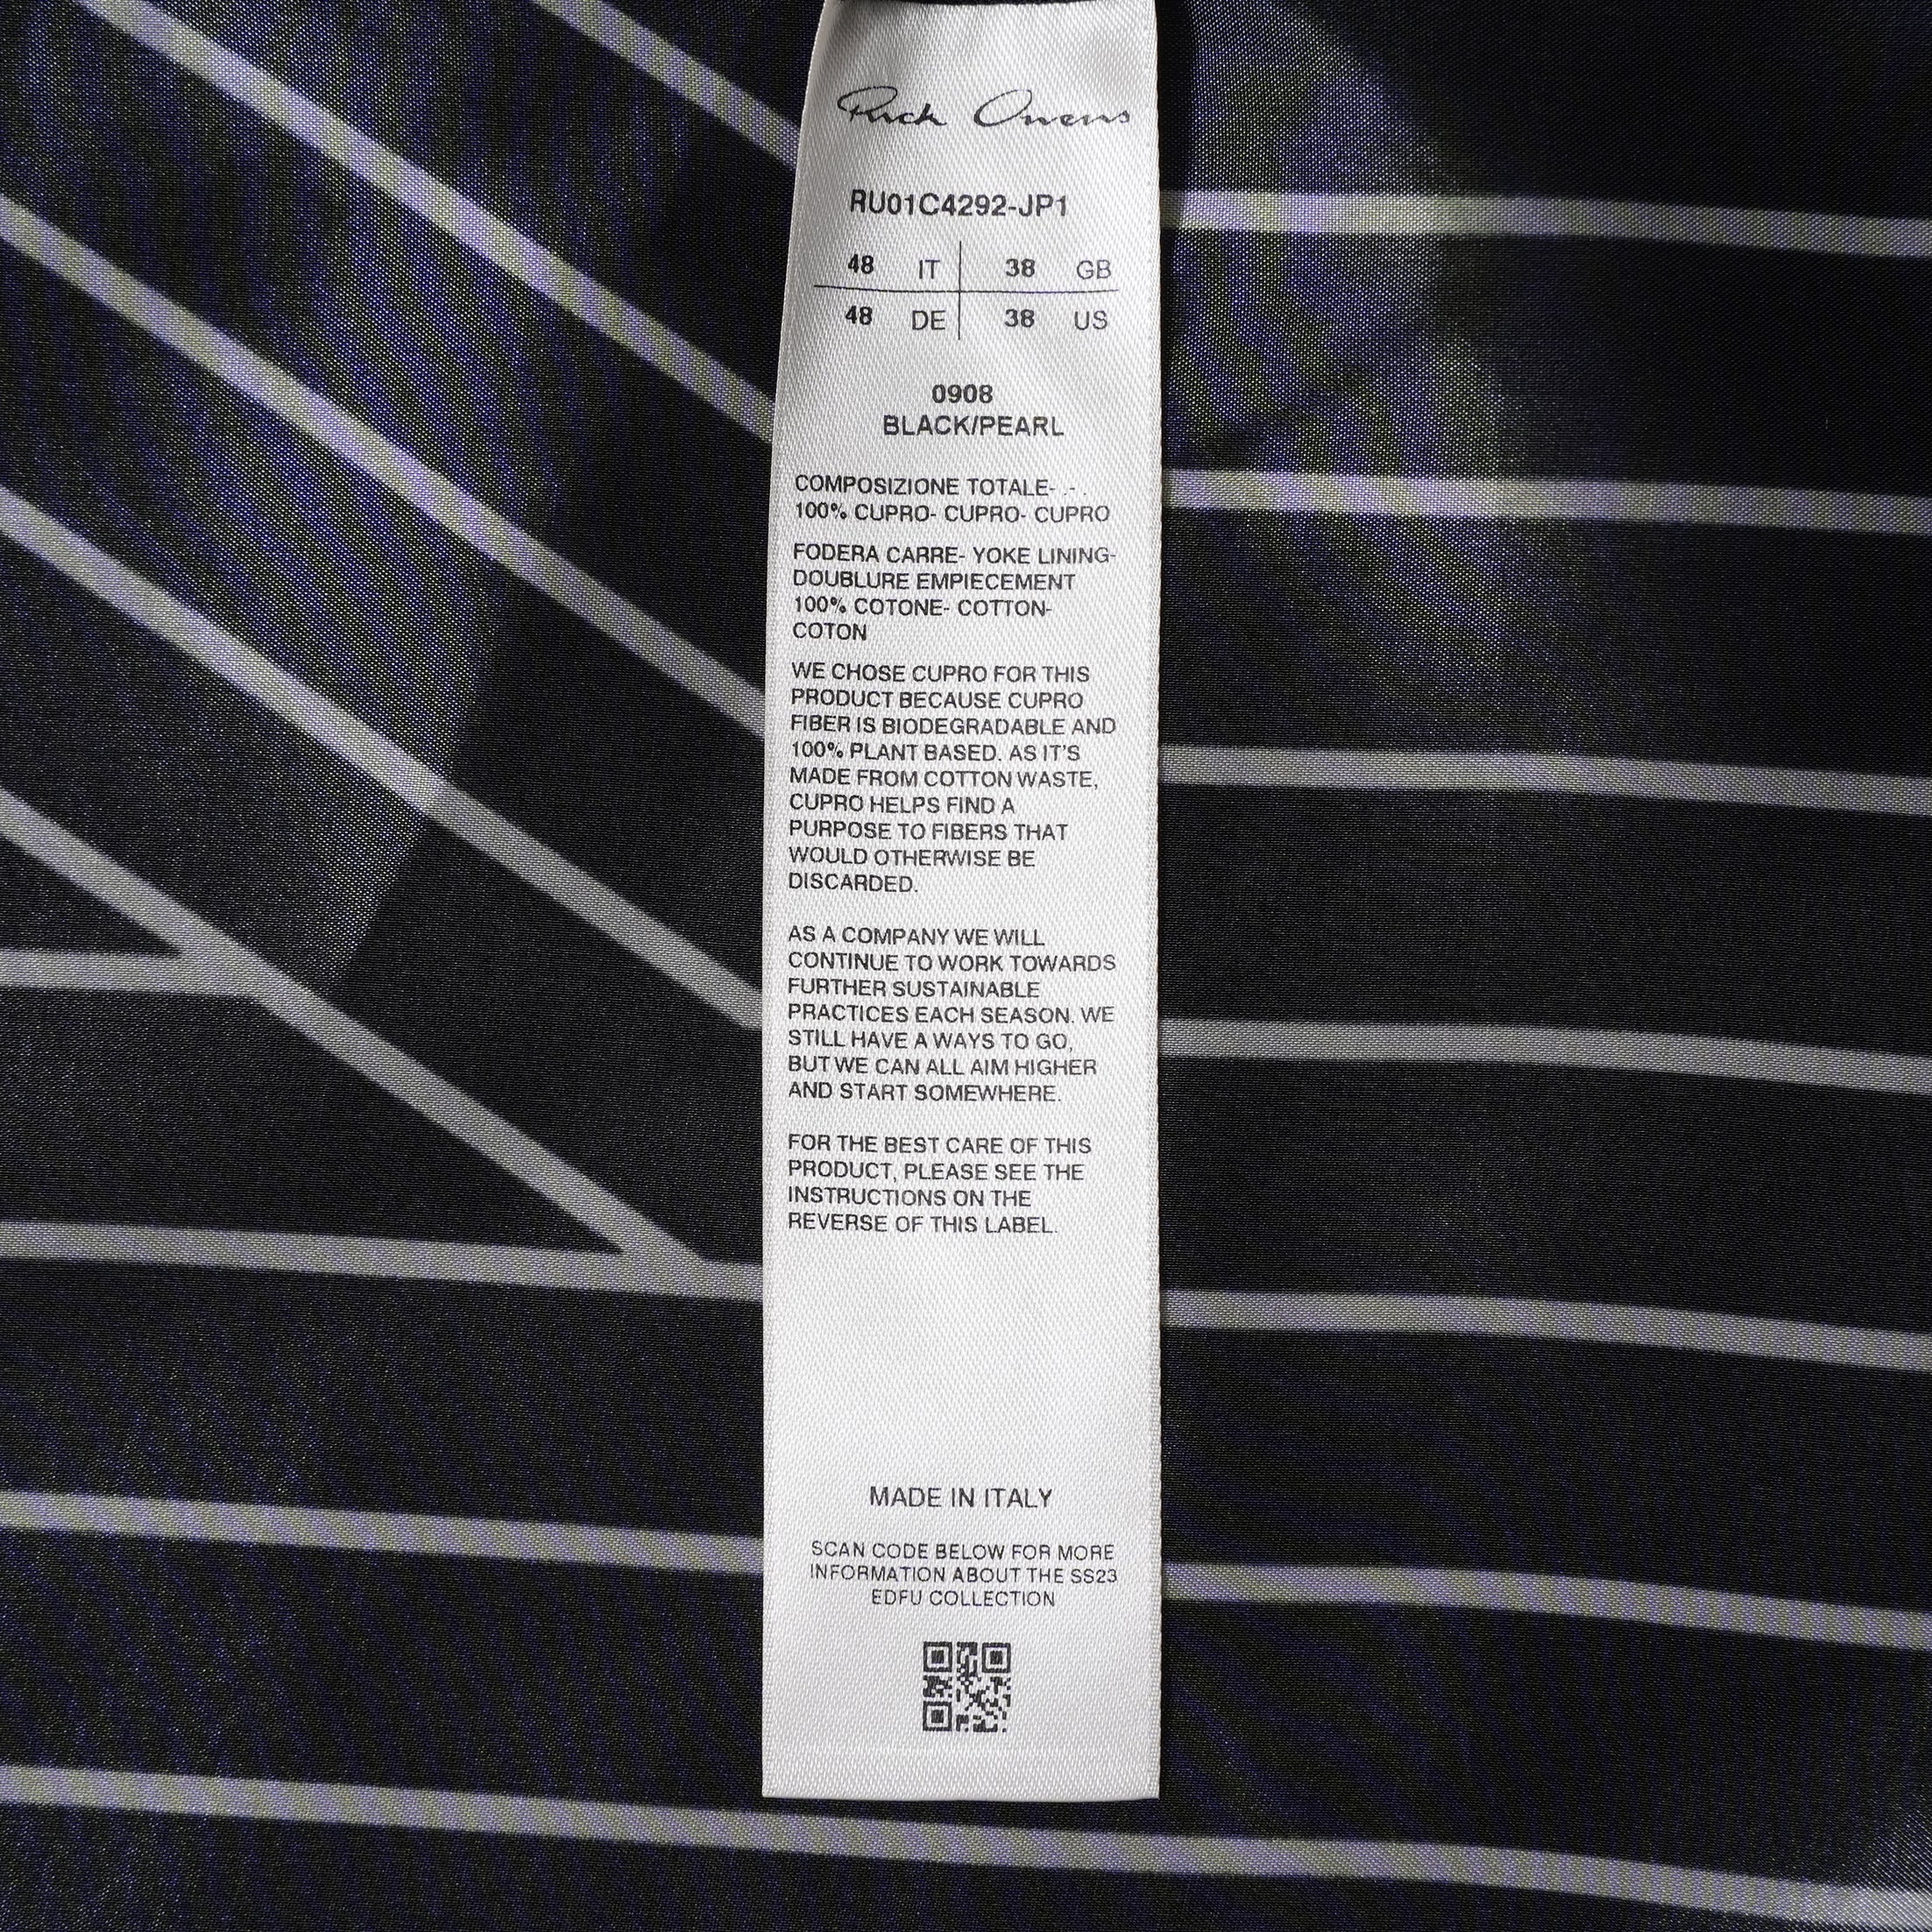 Rick Owens
RU01C4292-JP1
48 IT 38 GB
48 DE 38 US
0908
BLACK/PEARL
COMPOSIZIONE TOTALE- .- .
100% CUPRO- CUPRO- CUPRO
FODERA CARRE- YOKE LINING-
DOUBLURE EMPIECEMENT
100% COTONE- COTTON-
COTON
WE CHOSE CUPRO FOR THIS
PRODUCT BECAUSE CUPRO
FIBER IS BIODEGRADABLE AND
100% PLANT BASED. AS IT'S
MADE FROM COTTON WASTE,
CUPRO HELPS FIND A
PURPOSE TO FIBERS THAT
WOULD OTHERWISE BE
DISCARDED.
AS A COMPANY WE WILL
CONTINUE TO WORK TOWARDS
FURTHER SUSTAINABLE
PRACTICES EACH SEASON. WE
STILL HAVE A WAYS TO GO,
BUT WE CAN ALL AIM HIGHER
AND START SOMEWHERE.
FOR THE BEST CARE OF THIS
PRODUCT, PLEASE SEE THE
INSTRUCTIONS ON THE
REVERSE OF THIS LABEL.
MADE IN ITALY
SCAN CODE BELOW FOR MORE
INFORMATION ABOUT THE SS23
EDFU COLLECTION